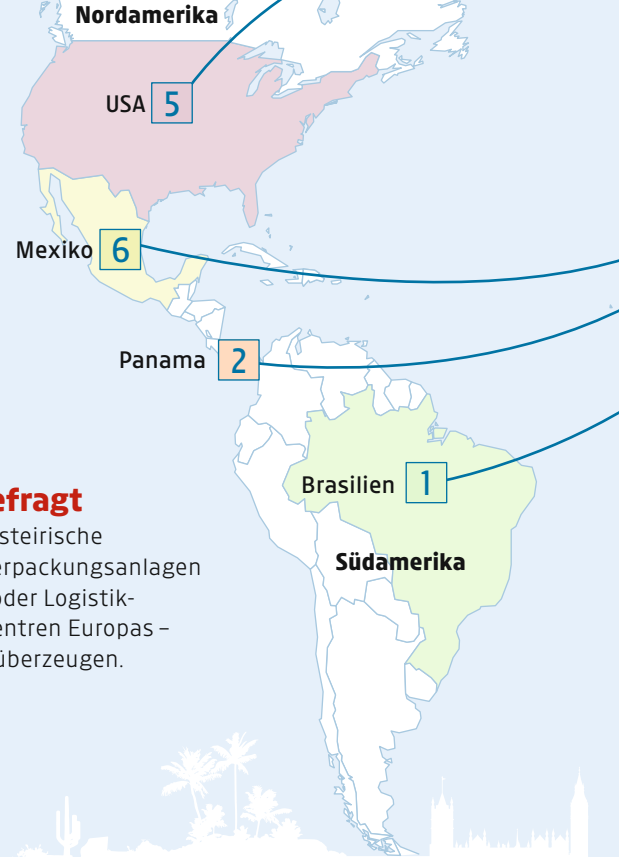 Nordamerika
USA 5
Mexiko 6
Panama 2
Brasilien 1
Südamerika
efragt
steirische
erpackungsanlagen
oder Logistik-
entren Europas –
überzeugen.